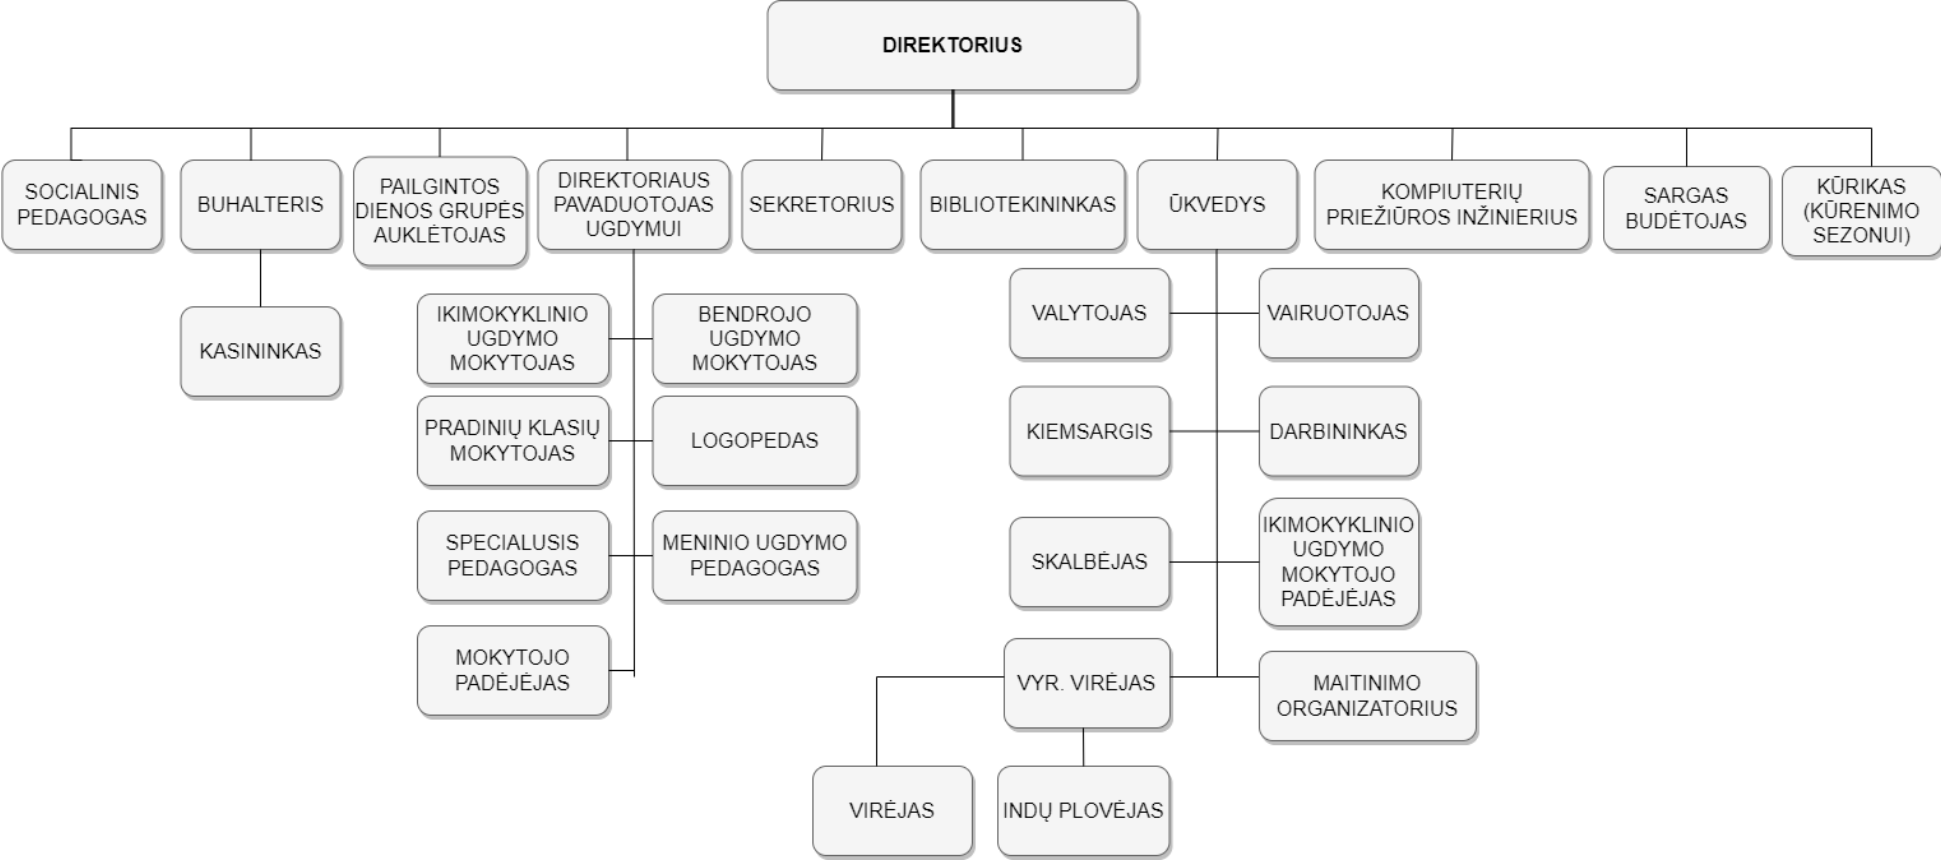 DIREKTORIUS
SOCIALINIS
PEDAGOGAS
BUHALTERIS
PAILGINTOS
DIENOS GRUPĖS
AUKLĖTOJAS
DIREKTORIAUS
PAVADUOTOJAS
UGDYMUI
SEKRETORIUS
BIBLIOTEKININKAS
ŪKVEDYS
KOMPIUTERIŲ
PRIEŽIŪROS INŽINIERIUS
SARGAS
BUDĖTOJAS
KŪRIKAS
(KŪRENIMO
SEZONUI)
KASININKAS
IKIMOKYKLINIO
UGDYMO
MOKYTOJAS
BENDROJO
UGDYMO
MOKYTOJAS
PRADINIŲ KLASIŲ
MOKYTOJAS
LOGOPEDAS
SPECIALUSIS
PEDAGOGAS
MENINIO UGDYMO
PEDAGOGAS
MOKYTOJO
PADĖJĖJAS
VALYTOJAS
VAIRUOTOJAS
KIEMSARGIS
DARBININKAS
SKALBĖJAS
IKIMOKYKLINIO
UGDYMO
MOKYTOJO
PADĖJĖJAS
VYR. VIRĖJAS
MAITINIMO
ORGANIZATORIUS
VIRĖJAS
INDŲ PLOVĖJAS